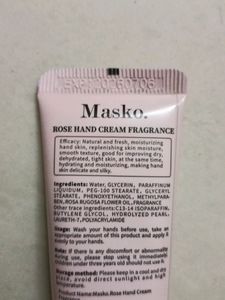 EXP:20260706
Masko.
ROSE HAND CREAM FRAGRANCE
Efficacy: Natural and fresh, moisturizing
hand skin, replenishing skin moisture,
smooth texture, good for improving dry,
dehydrated, tight skin, at the same time,
hydrating and moisturizing, making hand
skin delicate and silky.
Ingredients: Water, GLYCERIN, PARAFFINUM
LIQUIDUM, PEG-100 STEARATE, GLYCERYL
STEARATE, PHENOXYETHANOL, METHYLPARA
BEN,ROSA RUGOSA FLOWER OIL,FRAGRANCE
Other trace ingredients:C13-14 ISOPARAFFIN,
BUTYLENE GLYCOL, HYDROLYZED PEARL,
LAURETH-7,POLYACRYLAMIDE
Usage: Wash your hands before use, take an
appropriate amount of this product and apply it
evenly to your hands.
Note: If there is any discomfort or abnormality
during use, please stop using it immediately.
Children under three years old should not use it.
Storage method: Please keep in a cool and dry
place, avoid direct sunlight and high
temperature.
Product Name:Masko.Rose Hand Cream